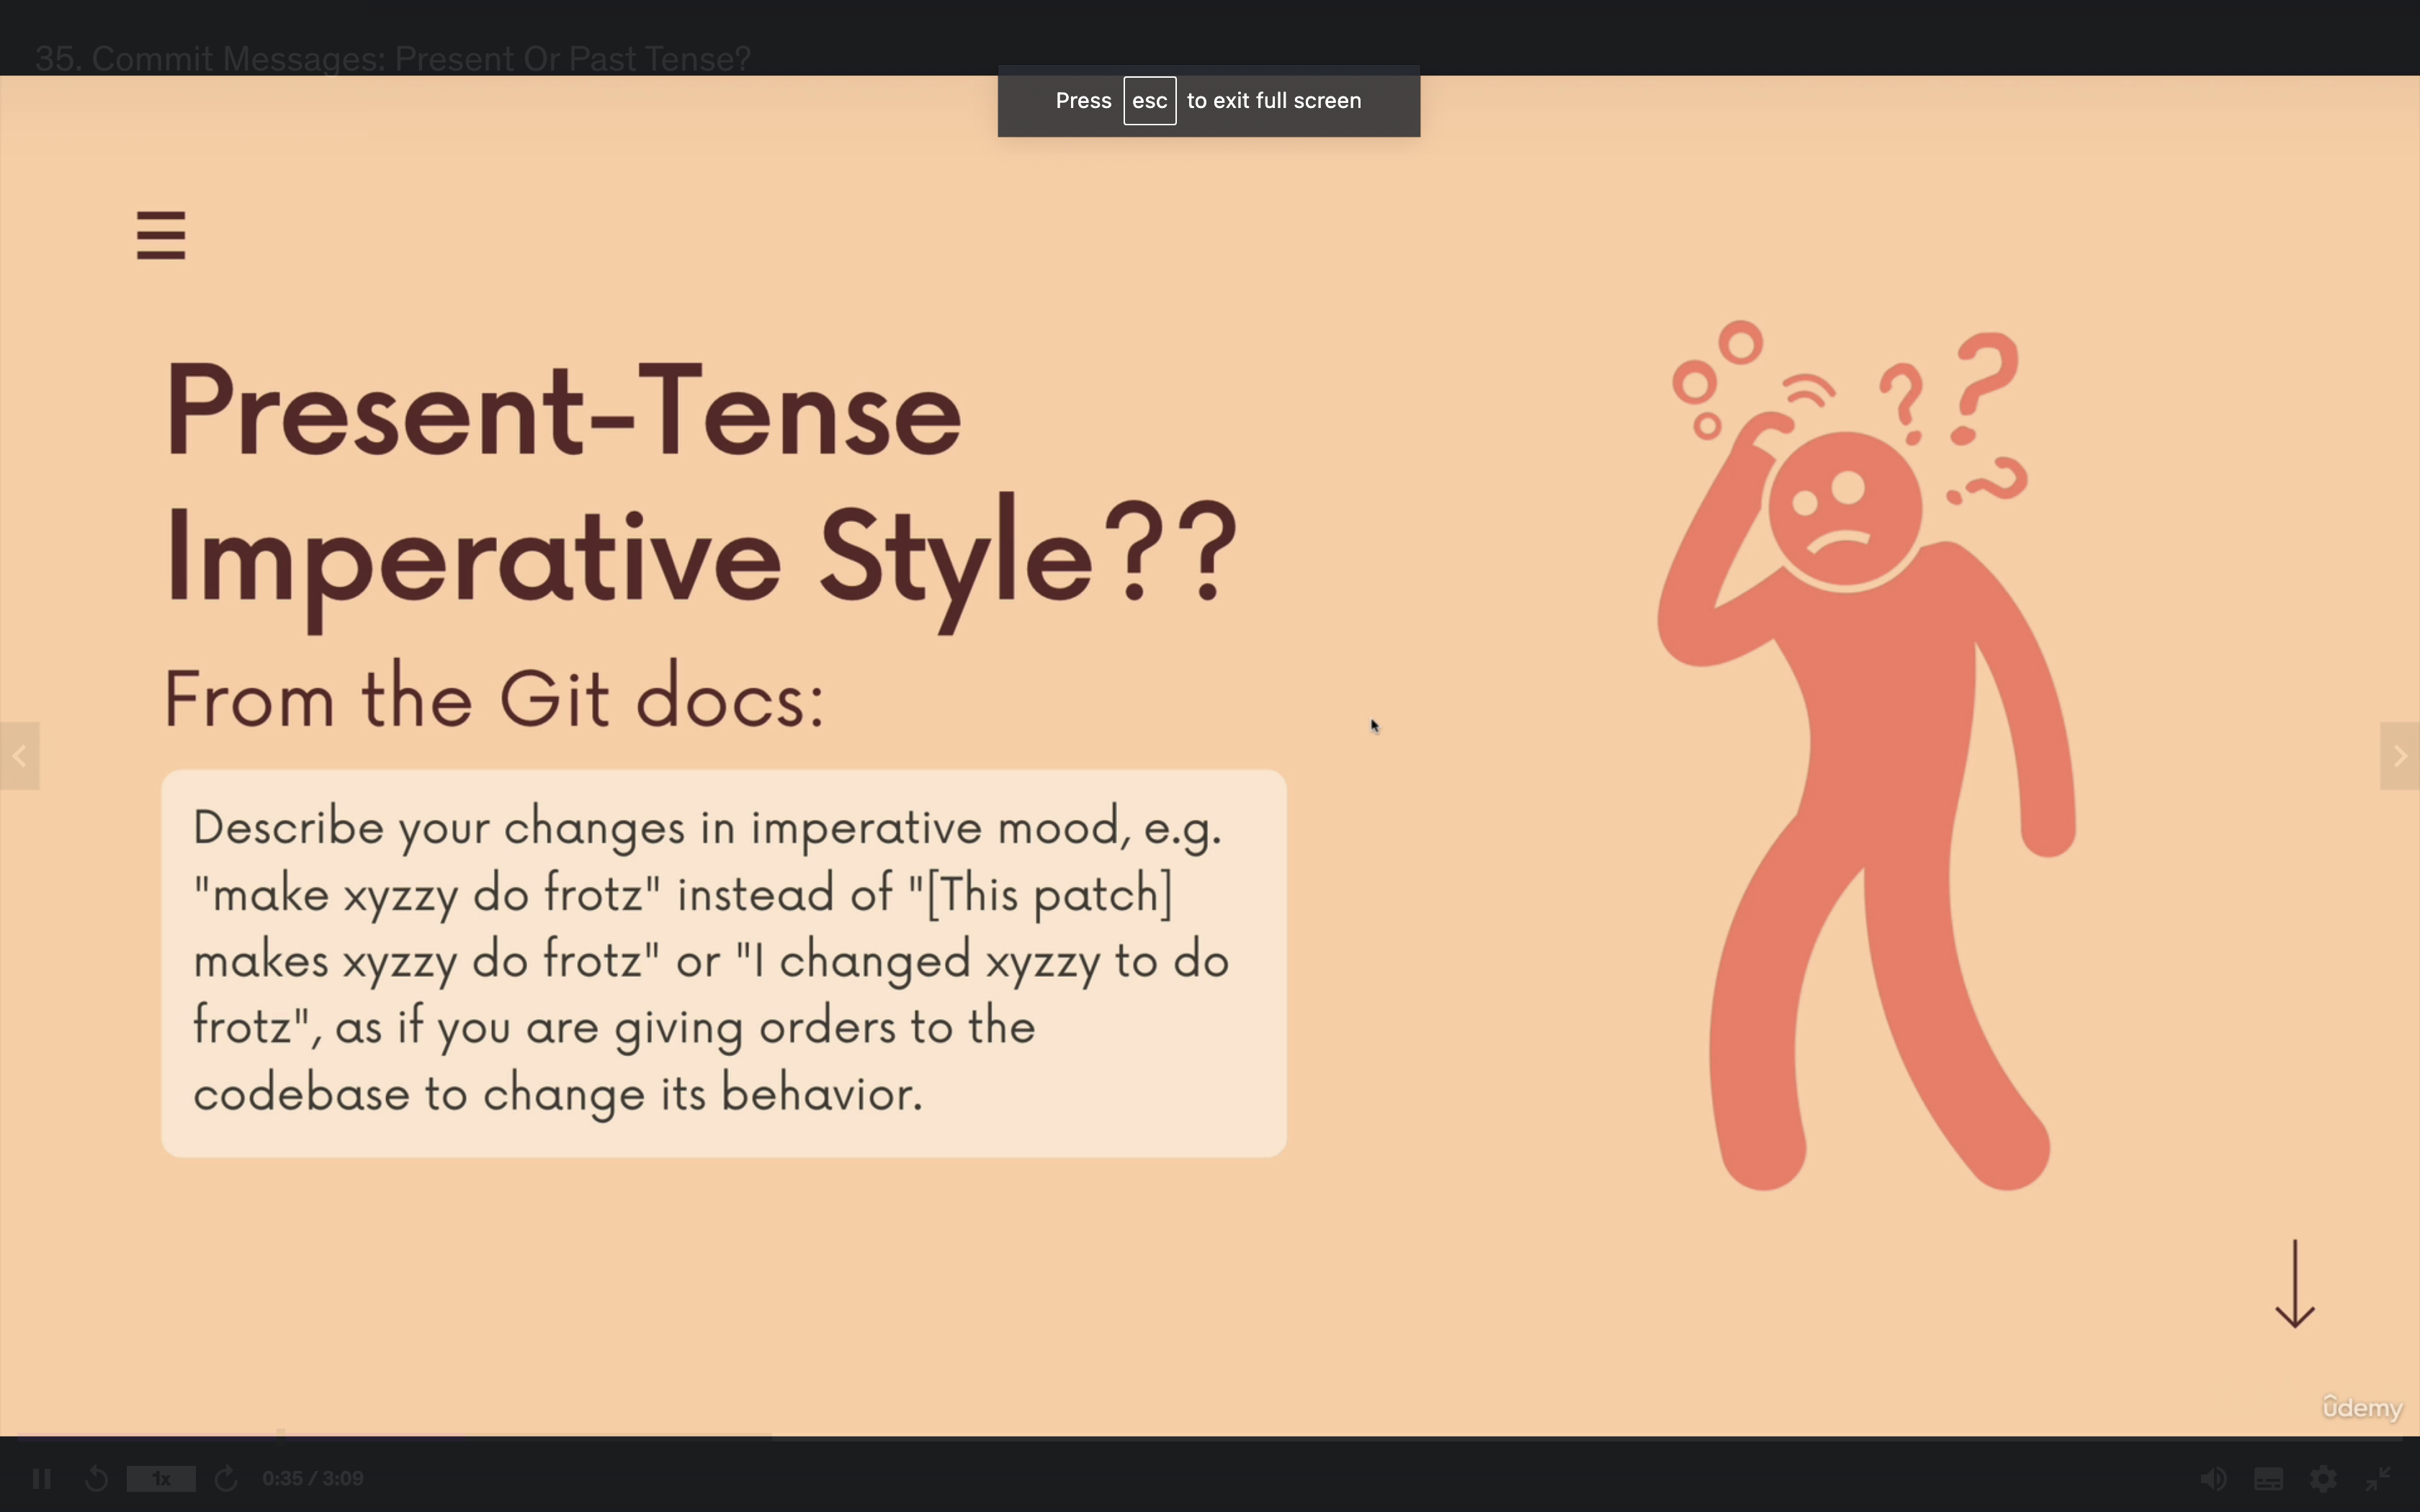 35. Commit Messages: Present Or Past Tense?
Press esc to exit full screen
Present-Tense
Imperative Style??
From the Git docs:
Describe your changes in imperative mood, e.g.
"make xyzzy do frotz" instead of "[This patch]
makes xyzzy do frotz" or "I changed xyzzy to do
frotz", as if you are giving orders to the
codebase to change its behavior.
ûdemy
1x
0:35 / 3:09